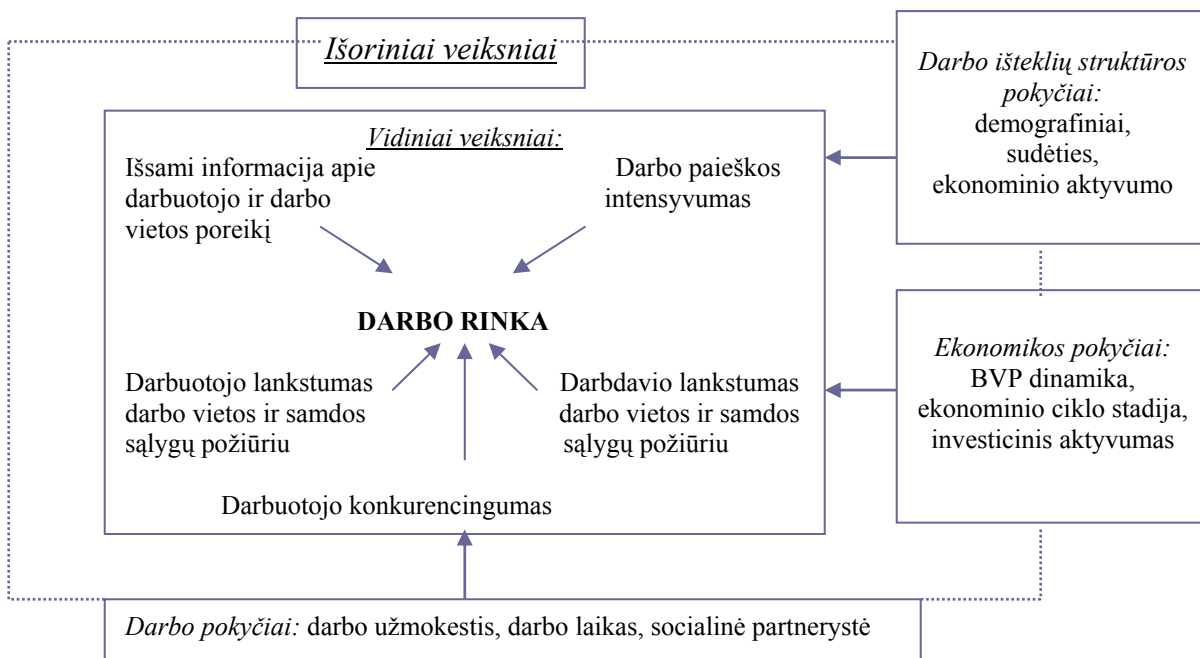 Išoriniai veiksniai
Darbo išteklių struktūros
pokyčiai:
demografiniai,
sudėties,
ekonominio aktyvumo
Vidiniai veiksniai:
Išsami informacija apie
darbuotojo ir darbo
vietos poreikį
Darbo paieškos
intensyvumas
DARBO RINKA
Ekonomikos pokyčiai:
BVP dinamika,
ekonominio ciklo stadija,
investicinis aktyvumas
Darbuotojo lankstumas
darbo vietos ir samdos
sąlygų požiūriu
Darbdavio lankstumas
darbo vietos ir samdos
sąlygų požiūriu
Darbuotojo konkurencingumas
Darbo pokyčiai: darbo užmokestis, darbo laikas, socialinė partnerystė